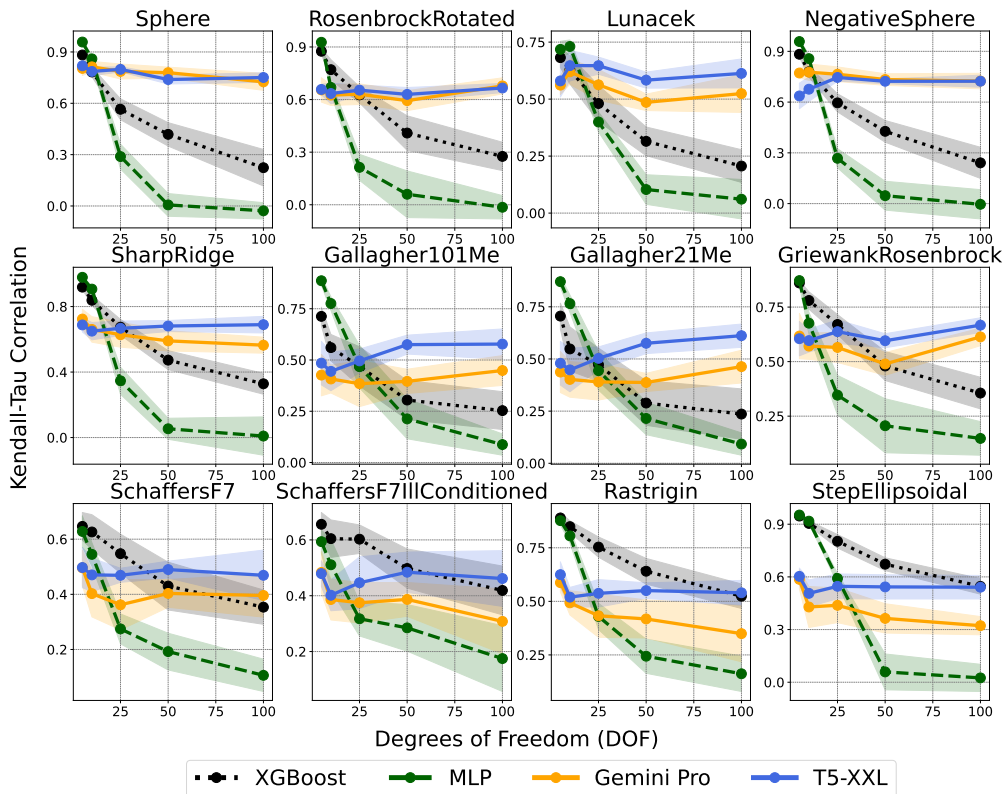 Sphere
RosenbrockRotated
Lunacek
NegativeSphere
0.9
0.6
0.3
0.0
25 50 75 100
0.9
0.6
0.3
0.0
25 50 75 100
0.75
0.50
0.25
0.00
25 50 75 100
0.9
0.6
0.3
0.0
25 50 75 100
SharpRidge
Gallagher101Me
Gallagher21Me
GriewankRosenbrock
0.8
0.4
0.0
25 50 75 100
0.75
0.50
0.25
0.00
25 50 75 100
0.75
0.50
0.25
0.00
25 50 75 100
0.75
0.50
0.25
25 50 75 100
SchaffersF7
SchaffersF7IllConditioned
Rastrigin
StepEllipsoidal
0.6
0.4
0.2
25 50 75 100
0.6
0.4
0.2
25 50 75 100
0.75
0.50
0.25
25 50 75 100
0.9
0.6
0.3
0.0
25 50 75 100
Kendall-Tau Correlation
Degrees of Freedom (DOF)
XGBoost MLP Gemini Pro T5-XXL